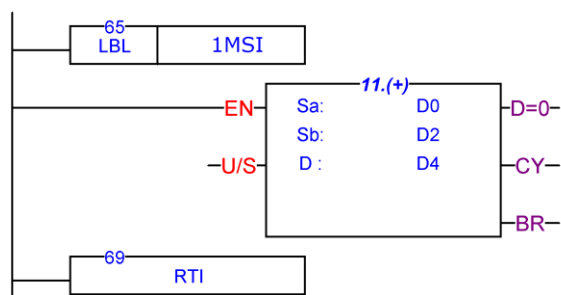 65
LBL 1MSI
11.(+)
EN Sa: D0 D=0
Sb: D2
U/S D : D4 CY
BR
69
RTI